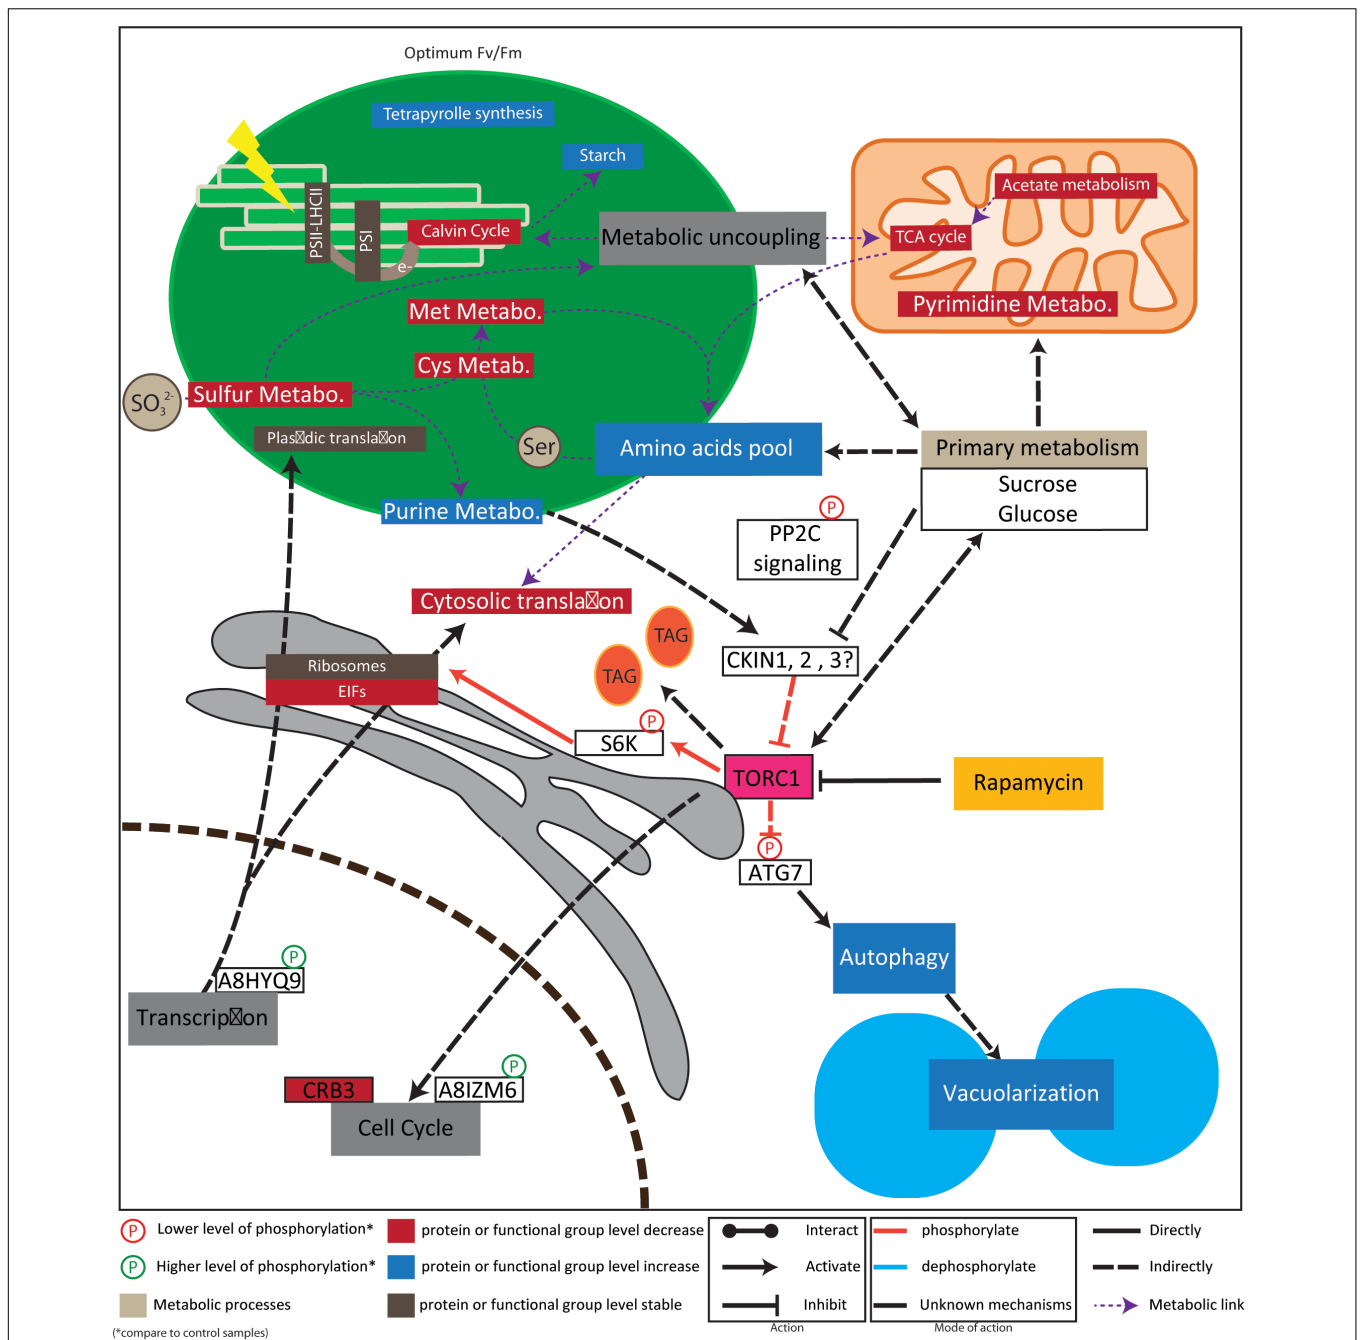 Optimum Fv/Fm
Tetrapyrolle synthesis
Starch
PSII-LHCII
PSI
e-
Calvin Cycle
Metabolic uncoupling
Acetate metabolism
TCA cycle
Pyrimidine Metabo.
Met Metabo.
Cys Metab.
SO₃²⁻
Sulfur Metabo.
Plas☒dic transla☒on
Ser
Amino acids pool
Primary metabolism
Sucrose
Glucose
Purine Metabo.
P
PP2C
signaling
Cytosolic transla☒on
TAG
TAG
CKIN1, 2 , 3?
Ribosomes
EIFs
P
S6K
TORC1
Rapamycin
P
ATG7
Autophagy
P
A8HYQ9
Transcrip☒on
Vacuolarization
P
CRB3
A8IZM6
Cell Cycle
P Lower level of phosphorylation*
P Higher level of phosphorylation*
Metabolic processes
(*compare to control samples)
protein or functional group level decrease
protein or functional group level increase
protein or functional group level stable
Interact
Activate
Inhibit
Action
phosphorylate
dephosphorylate
Unknown mechanisms
Mode of action
Directly
Indirectly
Metabolic link